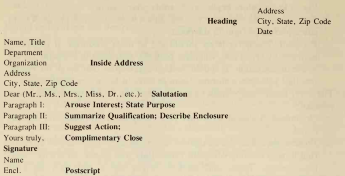 Address
Heading City, State, Zip Code
Date
Name, Title
Department
Organization Inside Address
Address
City, State, Zip Code
Dear (Mr., Ms., Mrs., Miss, Dr., etc.): Salutation
Paragraph I: Arouse Interest; State Purpose
Paragraph II: Summarize Qualification; Describe Enclosure
Paragraph III: Suggest Action;
Yours truly, Complimentary Close
Signature
Name
Encl. Postscript